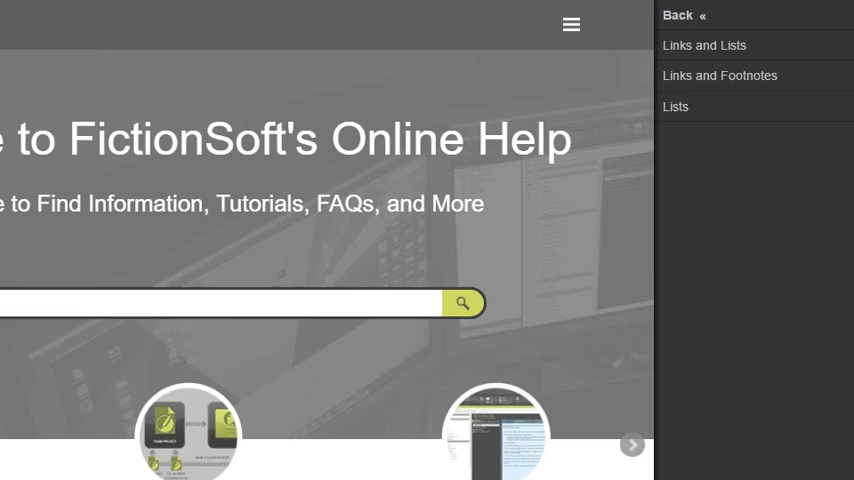 Back «
Links and Lists
Links and Footnotes
Lists
e to FictionSoft's Online Help
e to Find Information, Tutorials, FAQs, and More